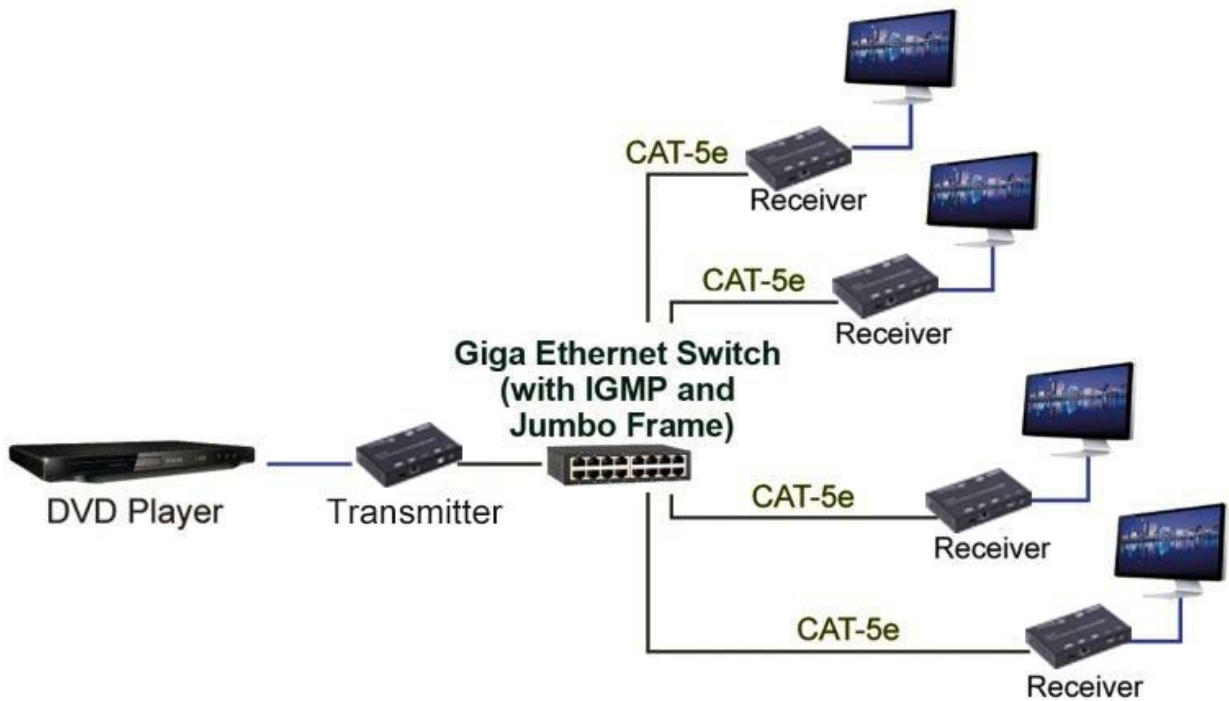 CAT-5e
Receiver
CAT-5e
Receiver
Giga Ethernet Switch
(with IGMP and
Jumbo Frame)
DVD Player
Transmitter
CAT-5e
Receiver
CAT-5e
Receiver